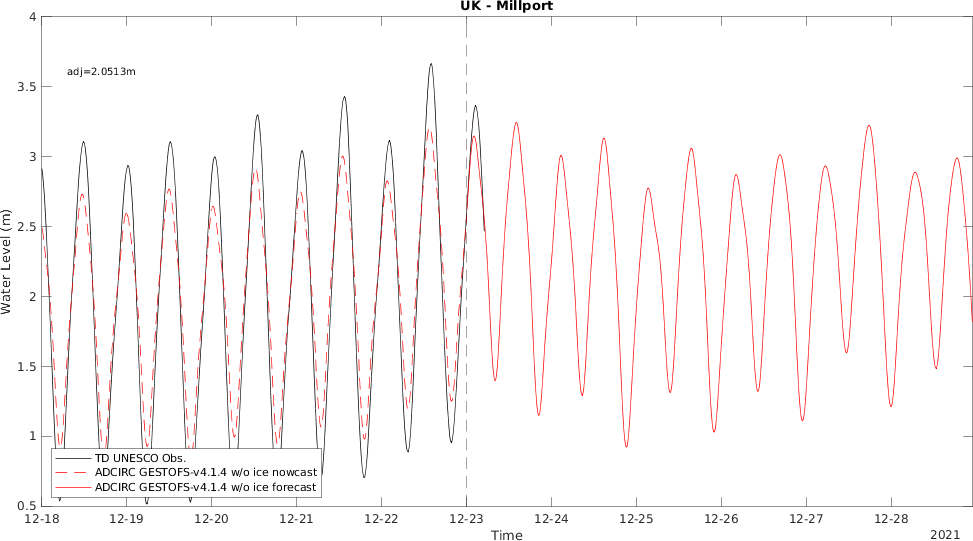 UK - Millport
adj=2.0513m
Water Level (m)
4
3.5
3
2.5
2
1.5
1
0.5
TD UNESCO Obs.
ADCIRC GESTOFS-v4.1.4 w/o ice nowcast
ADCIRC GESTOFS-v4.1.4 w/o ice forecast
12-18 12-19 12-20 12-21 12-22 12-23 12-24 12-25 12-26 12-27 12-28
Time
2021